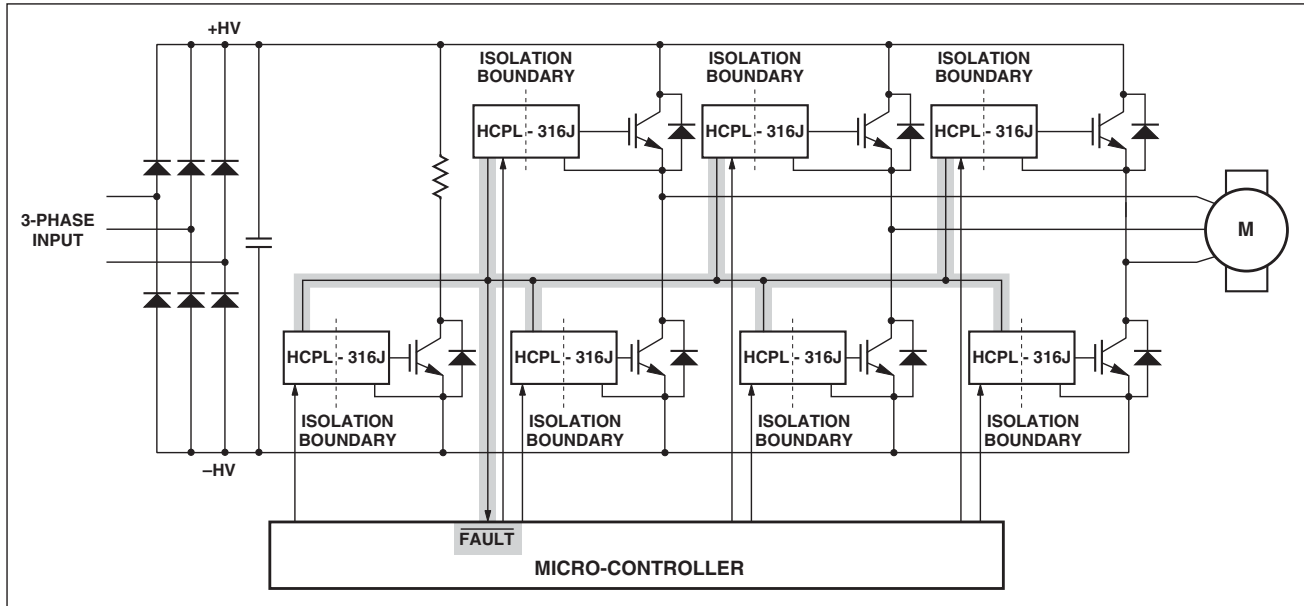 +HV
ISOLATION
BOUNDARY
ISOLATION
BOUNDARY
ISOLATION
BOUNDARY
HCPL - 316J
HCPL - 316J
HCPL - 316J
3-PHASE
INPUT
M
HCPL - 316J
HCPL - 316J
HCPL - 316J
HCPL - 316J
ISOLATION
BOUNDARY
ISOLATION
BOUNDARY
ISOLATION
BOUNDARY
ISOLATION
BOUNDARY
–HV
FAULT
MICRO-CONTROLLER